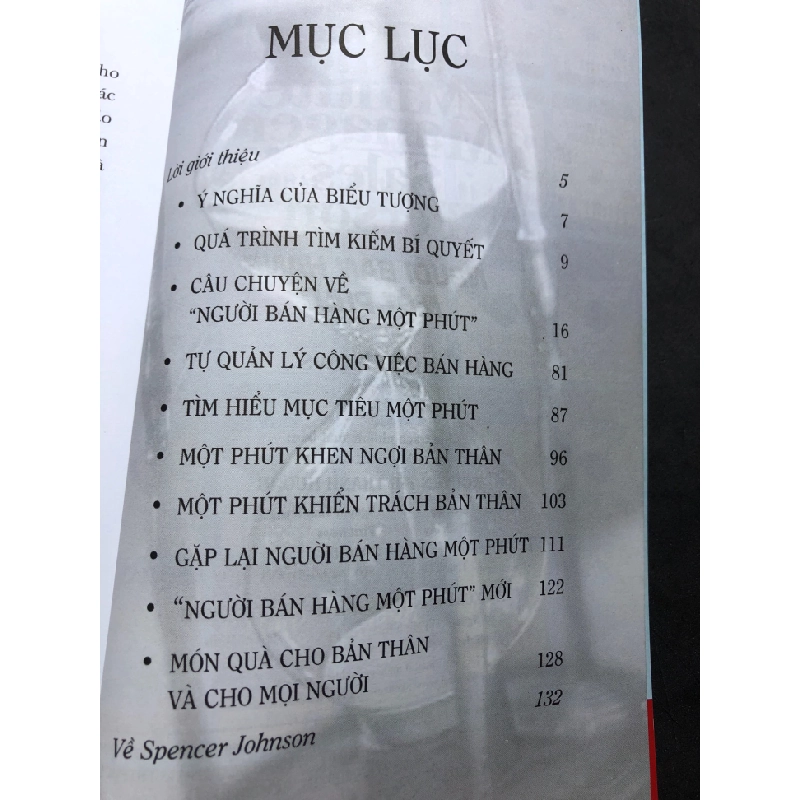 ho
ác
ảo
n
à
MỤC LỤC
Lời giới thiệu 5
• Ý NGHĨA CỦA BIỂU TƯỢNG 7
• QUÁ TRÌNH TÌM KIẾM BÍ QUYẾT 9
• CÂU CHUYỆN VỀ
"NGƯỜI BÁN HÀNG MỘT PHÚT" 16
• TỰ QUẢN LÝ CÔNG VIỆC BÁN HÀNG 81
• TÌM HIỂU MỤC TIÊU MỘT PHÚT 87
• MỘT PHÚT KHEN NGỢI BẢN THÂN 96
• MỘT PHÚT KHIỂN TRÁCH BẢN THÂN 103
• GẶP LẠI NGUỜI BÁN HÀNG MỘT PHÚT 111
• "NGƯỜI BÁN HÀNG MỘT PHÚT" MỚI 122
• MÓN QUÀ CHO BẢN THÂN
VÀ CHO MỌI NGƯỜI 128
Về Spencer Johnson 132